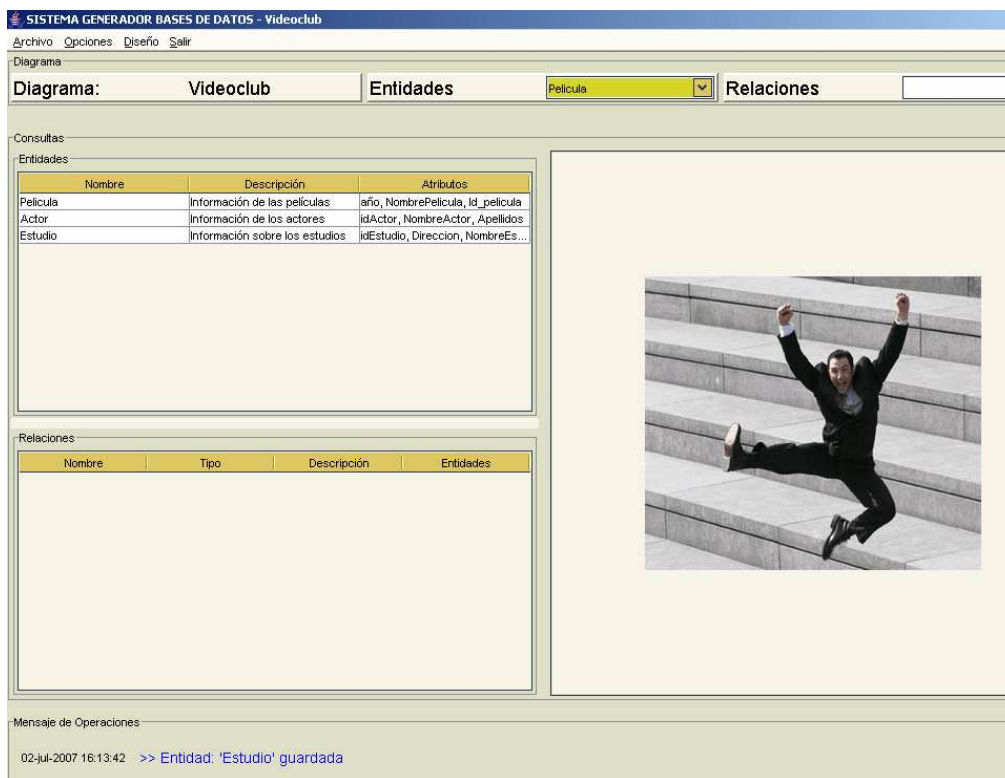 SISTEMA GENERADOR BASES DE DATOS - Videoclub
Archivo Opciones Diseño Salir
Diagrama
Diagrama: Videoclub Entidades Pelicula Relaciones
Consultas
Entidades
Nombre Descripción Atributos
Pelicula Información de las películas año, NombrePelicula, Id_pelicula
Actor Información de los actores idActor, NombreActor, Apellidos
Estudio Información sobre los estudios idEstudio, Direccion, NombreEs...
Relaciones
Nombre Tipo Descripción Entidades
Mensaje de Operaciones
02-jul-2007 16:13:42 >> Entidad: 'Estudio' guardada